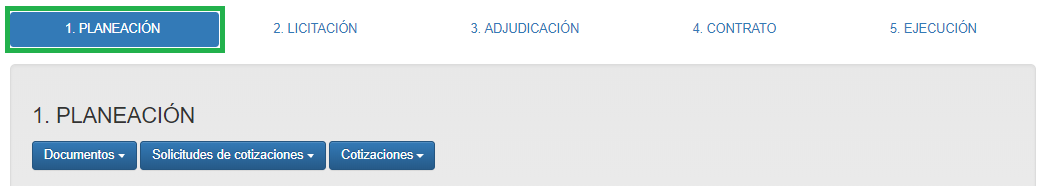 1. PLANEACIÓN 2. LICITACIÓN 3. ADJUDICACIÓN 4. CONTRATO 5. EJECUCIÓN
1. PLANEACIÓN
Documentos Solicitudes de cotizaciones Cotizaciones